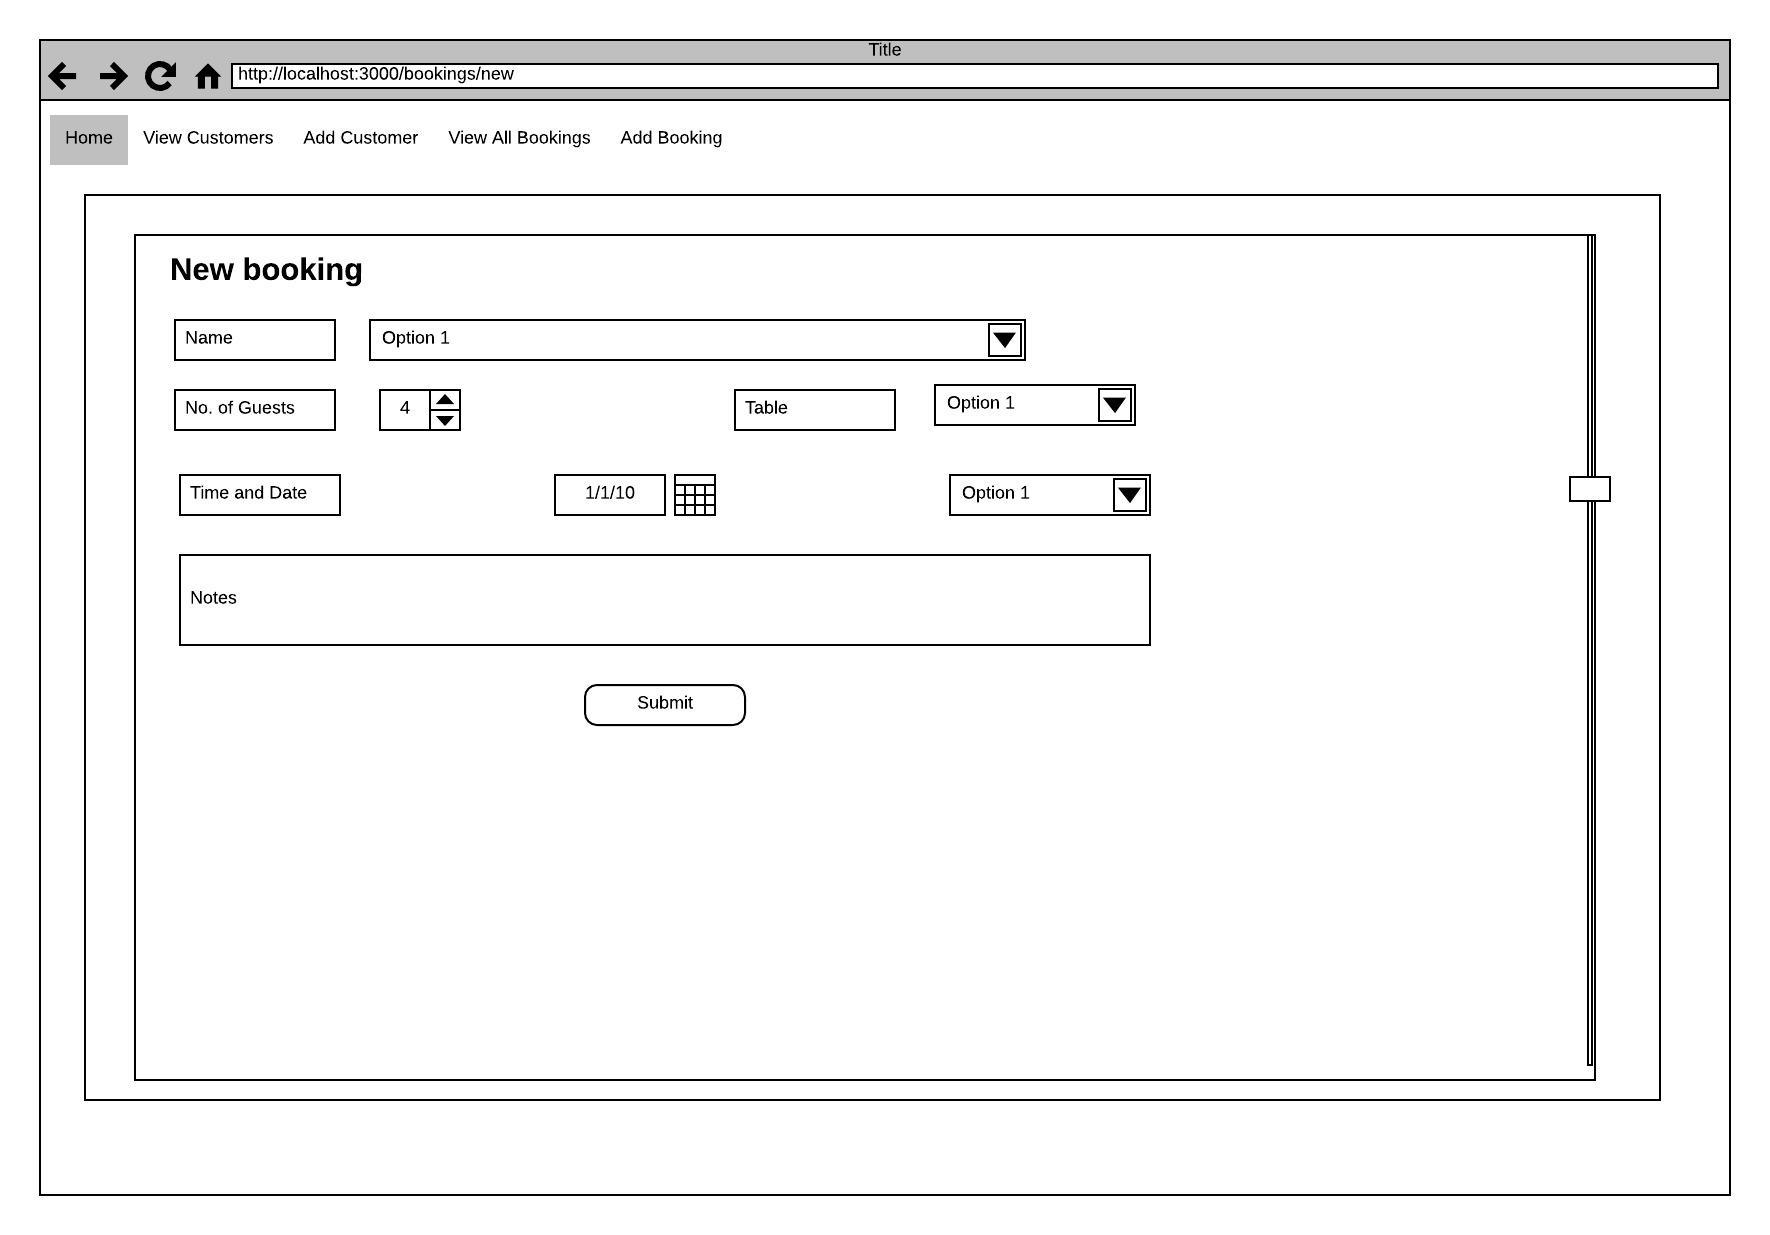 Title
http://localhost:3000/bookings/new
Home View Customers Add Customer View All Bookings Add Booking
New booking
Name Option 1
No. of Guests 4 Table Option 1
Time and Date 1/1/10 Option 1
Notes
Submit